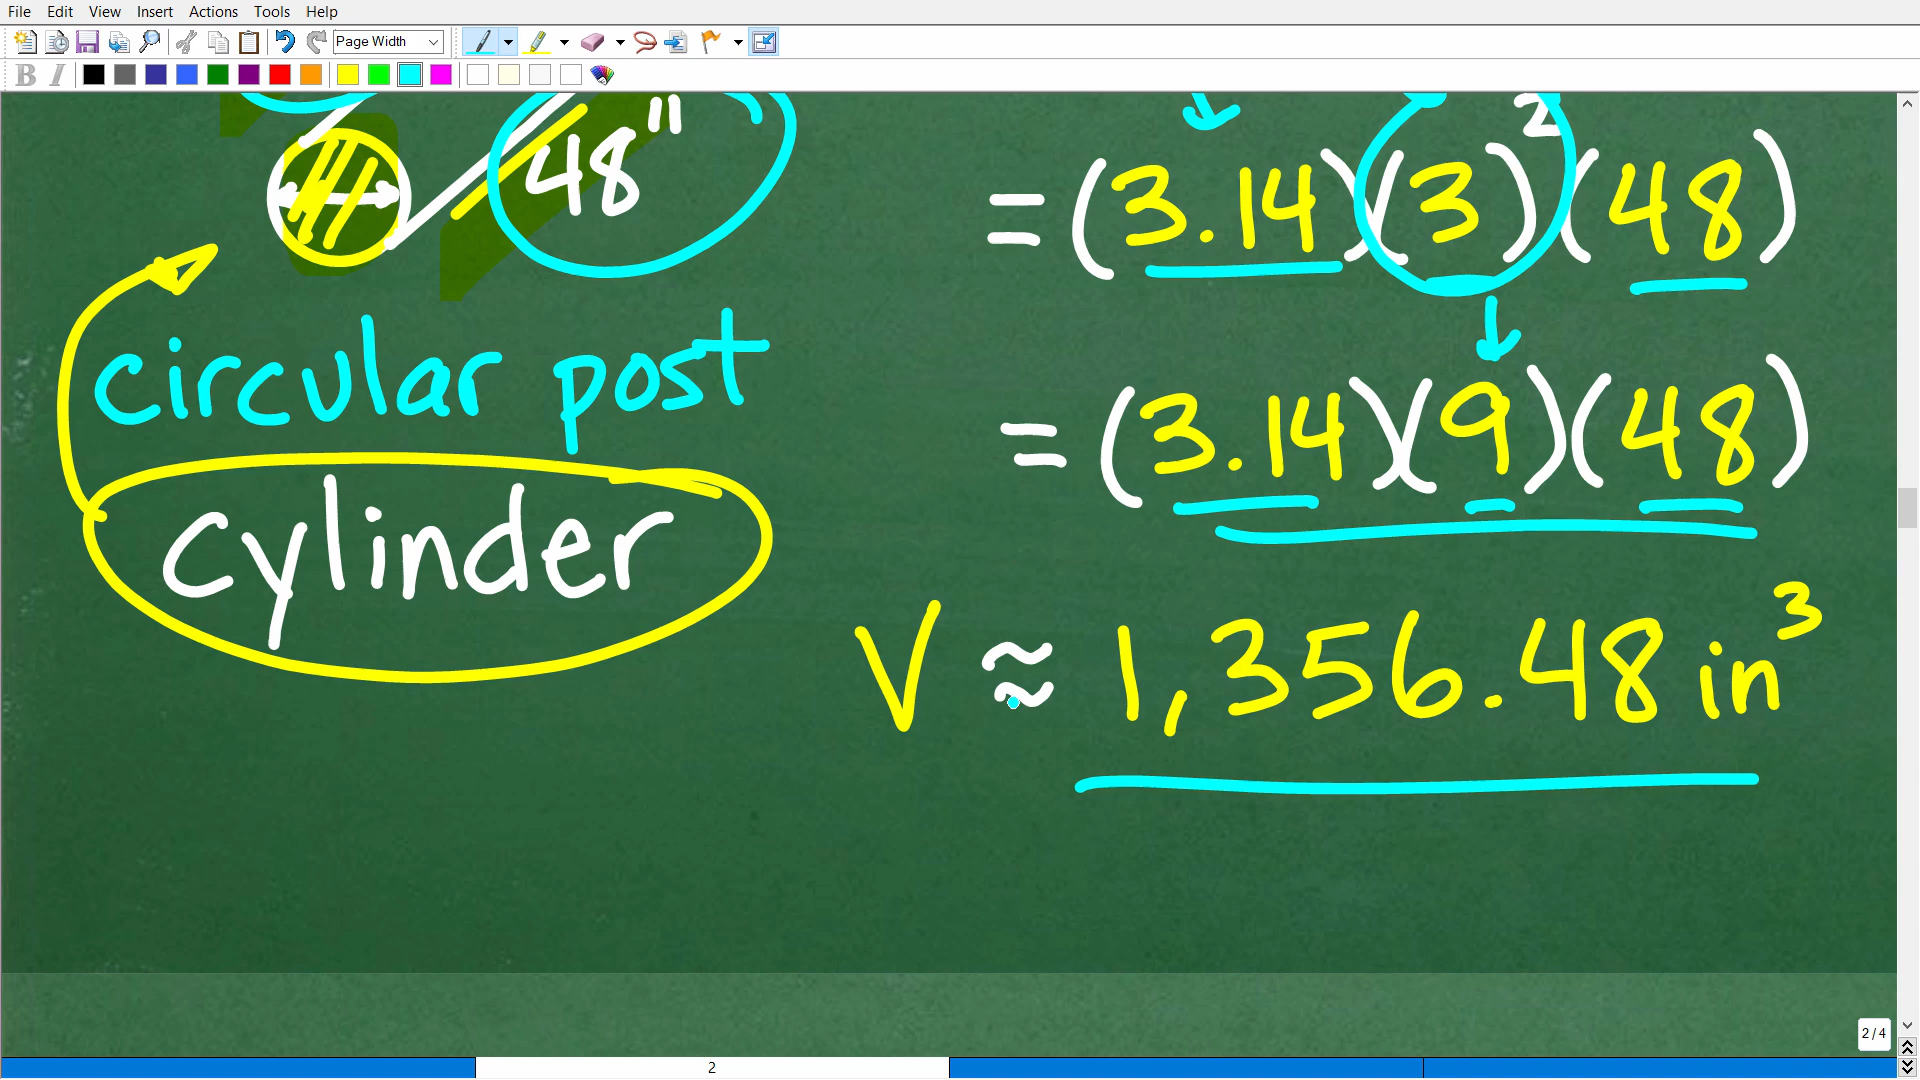 File Edit View Insert Actions Tools Help
Page Width
B I
48"
circular post
cylinder
= (3.14)(3)²(48)
= (3.14)(9)(48)
V ≈ 1,356.48 in³
2 / 4
2